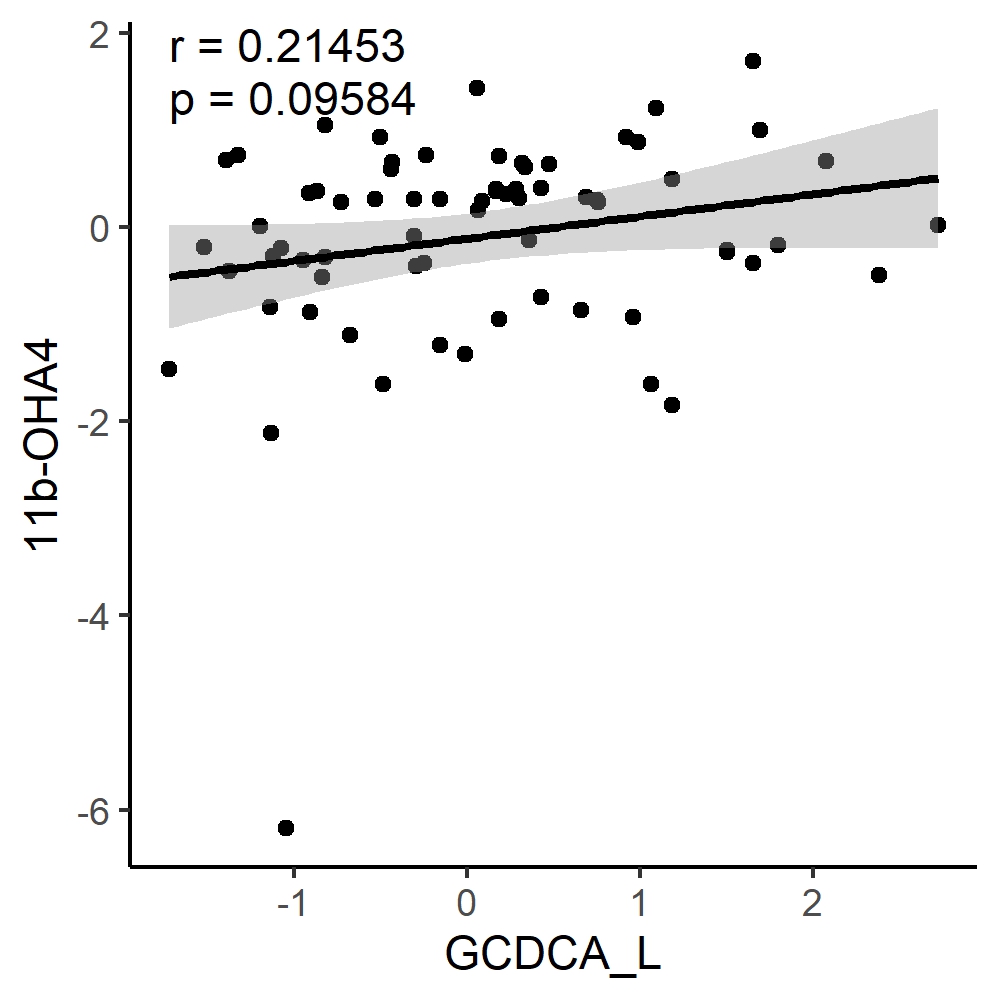 r = 0.21453
p = 0.09584
2
0
-2
-4
-6
11b-OHA4
-1
0
1
2
GCDCA_L